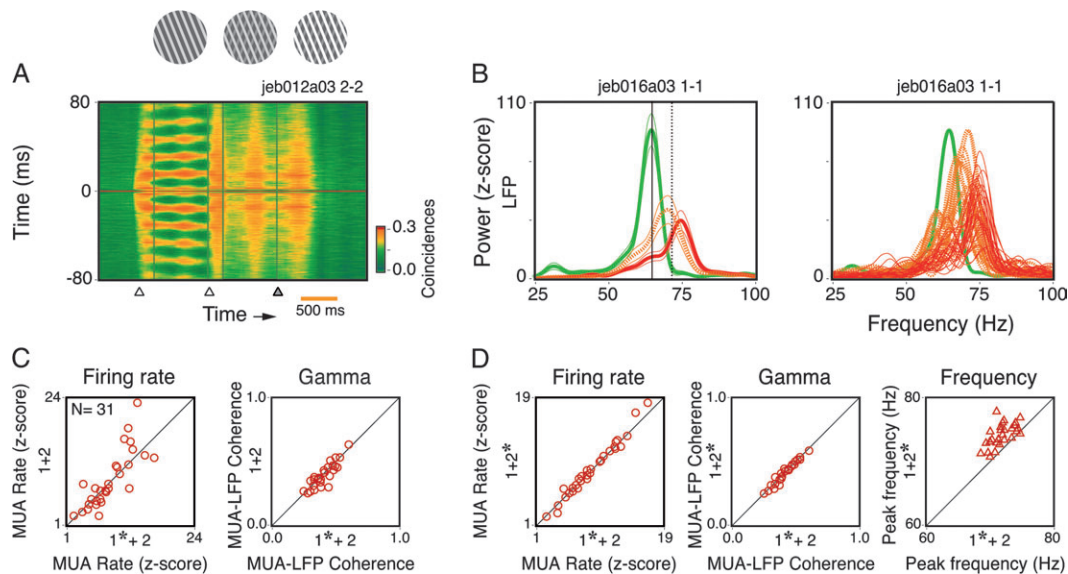 A
B
jeb012a03 2-2
jeb016a03 1-1
jeb016a03 1-1
80
0
-80
Time (ms)
Time →
500 ms
0.3
0.0
Coincidences
110
0
Power (z-score)
LFP
25 50 75 100
110
0
25 50 75 100
Frequency (Hz)
C
Firing rate
N= 31
24
1
MUA Rate (z-score)
1+2
1 24
1*+ 2
MUA Rate (z-score)
Gamma
1.0
0.0
MUA-LFP Coherence
1+2
1.0
1*+ 2
MUA-LFP Coherence
D
Firing rate
19
1
MUA Rate (z-score)
1+2*
1 19
1*+ 2
MUA Rate (z-score)
Gamma
1.0
0.0
MUA-LFP Coherence
1+2*
1.0
1*+ 2
MUA-LFP Coherence
Frequency
80
60
Peak frequency (Hz)
1+2*
60 80
1*+ 2
Peak frequency (Hz)